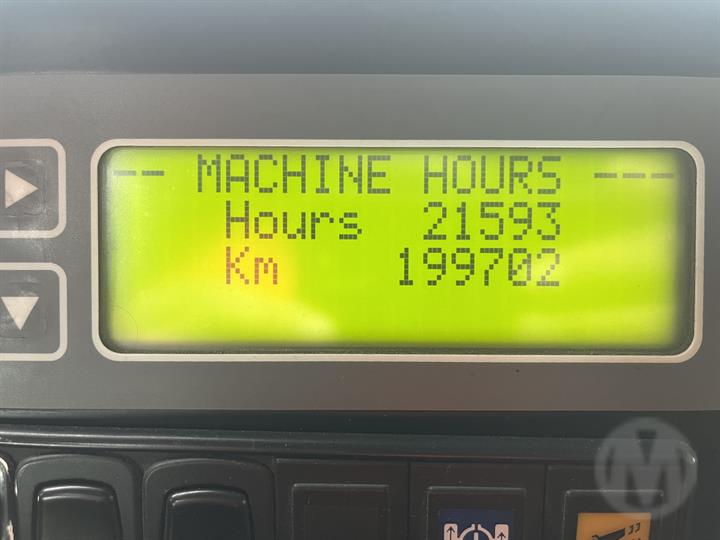 -- MACHINE HOURS ---
Hours 21593
Km 199702
M